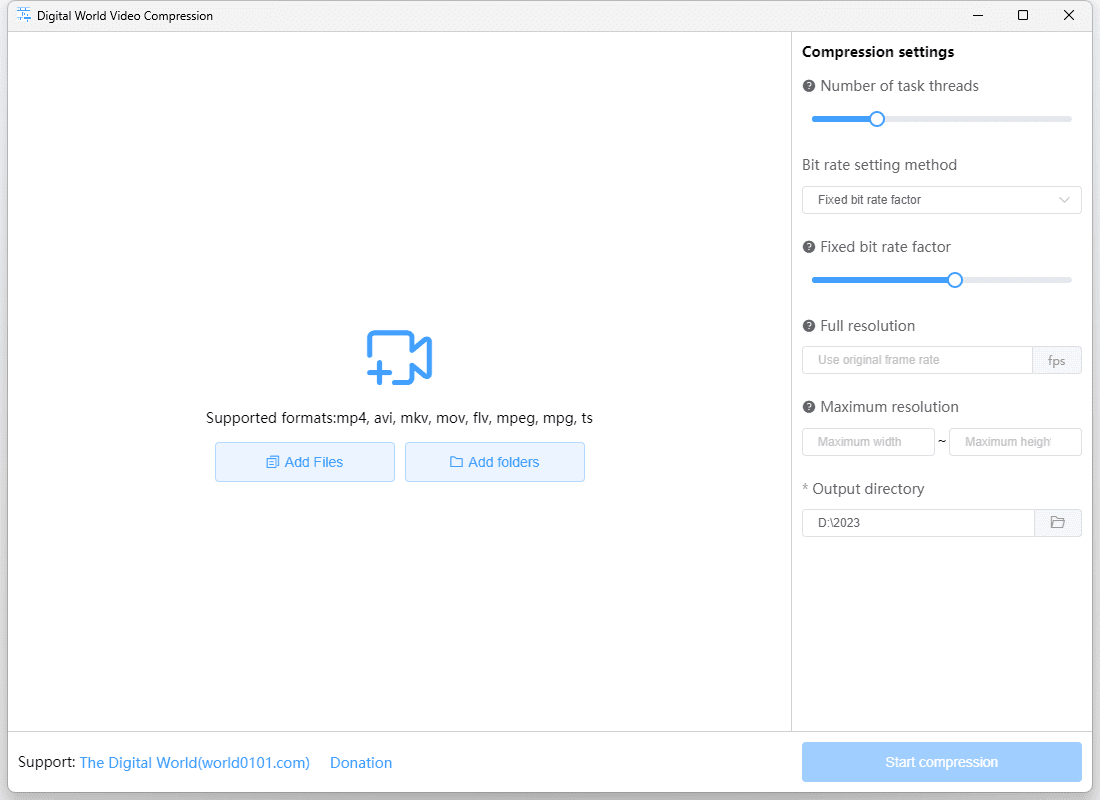 Digital World Video Compression
Compression settings
Number of task threads
Bit rate setting method
Fixed bit rate factor
Fixed bit rate factor
Full resolution
Use original frame rate fps
Maximum resolution
Maximum width ~ Maximum height
* Output directory
D:\2023
Supported formats:mp4, avi, mkv, mov, flv, mpeg, mpg, ts
Add Files Add folders
Support: The Digital World(world0101.com) Donation
Start compression